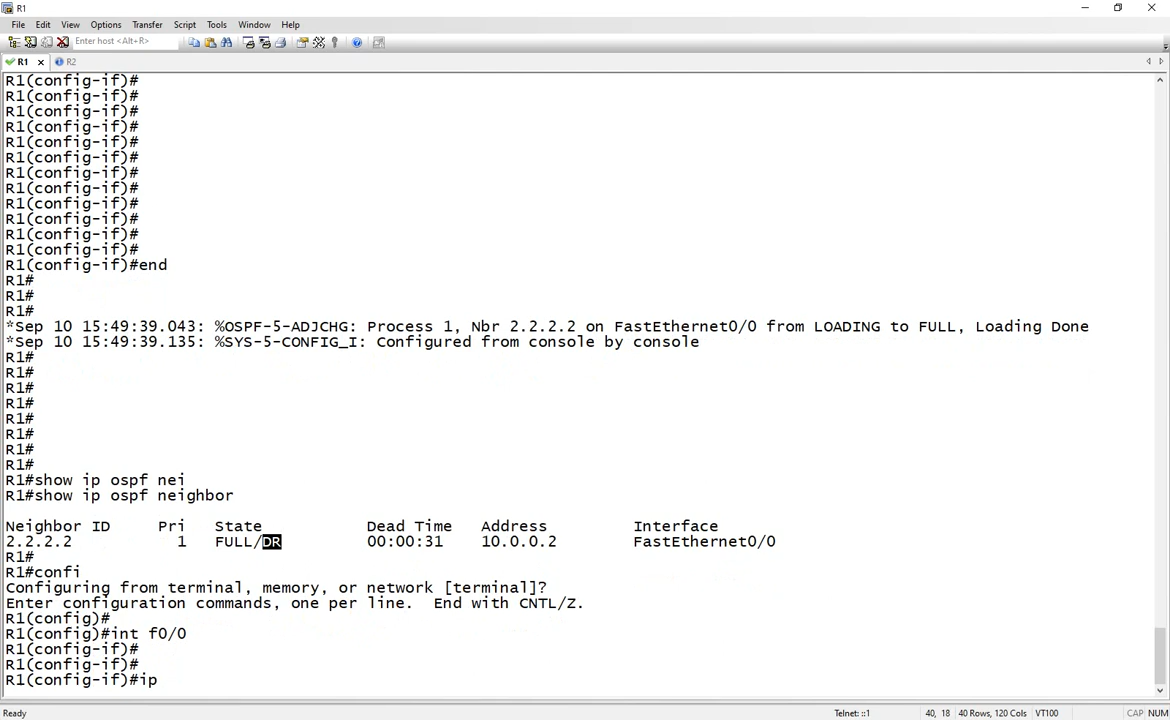 R1
File Edit View Options Transfer Script Tools Window Help
Enter host <Alt+R>
R1 × R2
R1(config-if)#
R1(config-if)#
R1(config-if)#
R1(config-if)#
R1(config-if)#
R1(config-if)#
R1(config-if)#
R1(config-if)#
R1(config-if)#
R1(config-if)#
R1(config-if)#
R1(config-if)#
R1(config-if)#end
R1#
R1#
R1#
*Sep 10 15:49:39.043: %OSPF-5-ADJCHG: Process 1, Nbr 2.2.2.2 on FastEthernet0/0 from LOADING to FULL, Loading Done
*Sep 10 15:49:39.135: %SYS-5-CONFIG_I: Configured from console by console
R1#
R1#
R1#
R1#
R1#
R1#
R1#
R1#
R1#show ip ospf nei
R1#show ip ospf neighbor
Neighbor ID Pri State Dead Time Address Interface
2.2.2.2 1 FULL/DR 00:00:31 10.0.0.2 FastEthernet0/0
R1#
R1#confi
Configuring from terminal, memory, or network [terminal]?
Enter configuration commands, one per line. End with CNTL/Z.
R1(config)#
R1(config)#int f0/0
R1(config-if)#
R1(config-if)#
R1(config-if)#ip
Ready Telnet: ::1 40, 18 40 Rows, 120 Cols VT100 CAP NUM